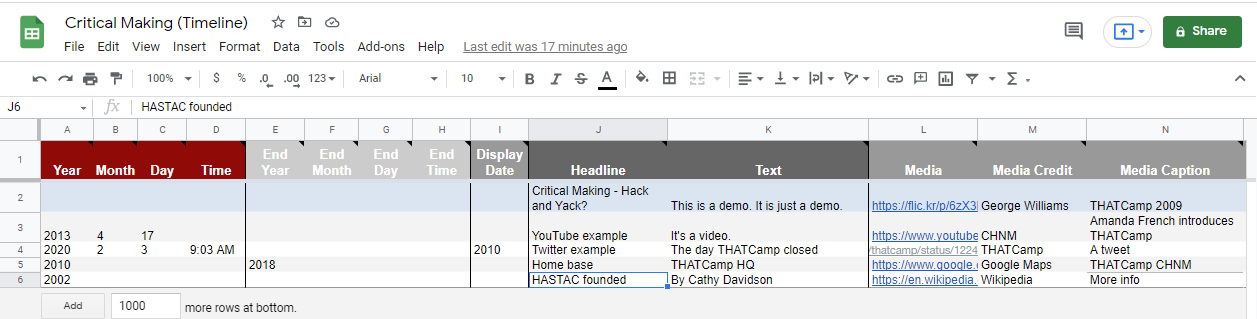 Critical Making (Timeline)
File Edit View Insert Format Data Tools Add-ons Help Last edit was 17 minutes ago
Share
100% $ % .0 .00 123 Arial 10 B I S A
J6 fx HASTAC founded
A B C D E F G H I J K L M N
1 Year Month Day Time End Year End Month End Day End Time Display Date Headline Text Media Media Credit Media Caption
2 Critical Making - Hack and Yack? This is a demo. It is just a demo. https://flic.kr/p/6zX3 George Williams THATCamp 2009
3 2013 4 17 YouTube example It's a video. https://www.youtube CHNM Amanda French introduces THATCamp
4 2020 2 3 9:03 AM 2010 Twitter example The day THATCamp closed /thatcamp/status/1224 THATCamp A tweet
5 2010 2018 Home base THATCamp HQ https://www.google. Google Maps THATCamp CHNM
6 2002 HASTAC founded By Cathy Davidson https://en.wikipedia. Wikipedia More info
Add 1000 more rows at bottom.